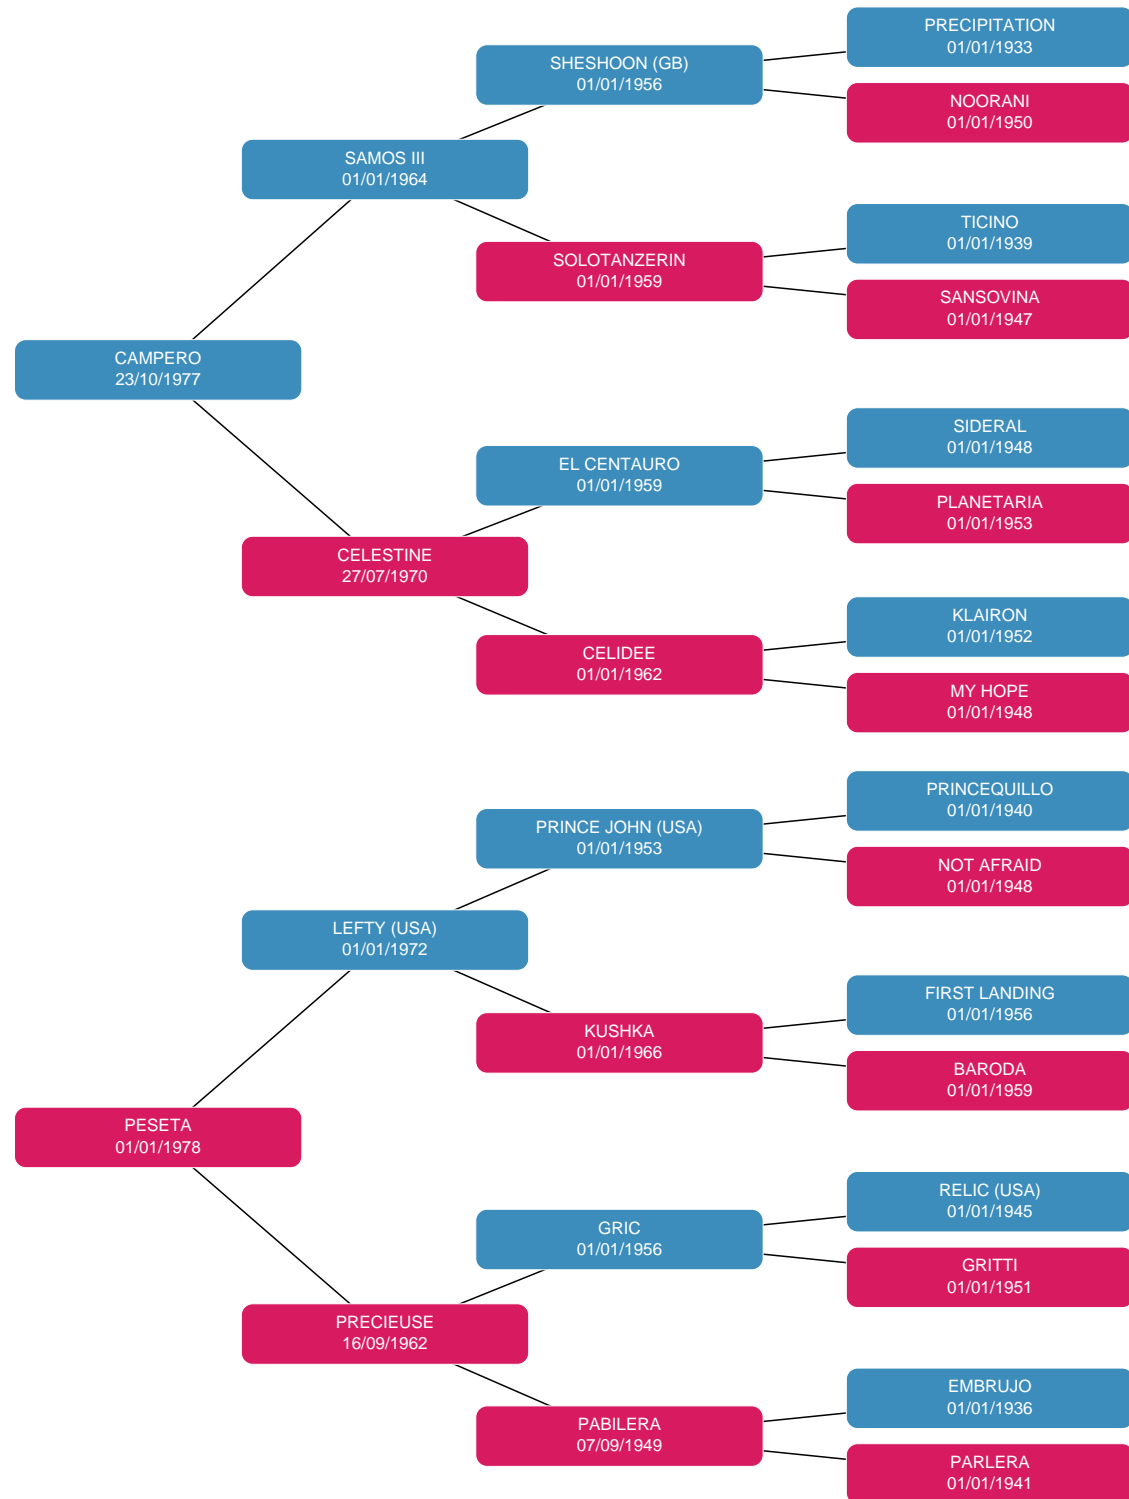 PRECIPITATION
01/01/1933
SHESHOON (GB)
01/01/1956
NOORANI
01/01/1950
SAMOS III
01/01/1964
TICINO
01/01/1939
SOLOTANZERIN
01/01/1959
SANSOVINA
01/01/1947
CAMPERO
23/10/1977
SIDERAL
01/01/1948
EL CENTAURO
01/01/1959
PLANETARIA
01/01/1953
CELESTINE
27/07/1970
KLAIRON
01/01/1952
CELIDEE
01/01/1962
MY HOPE
01/01/1948
PRINCEQUILLO
01/01/1940
PRINCE JOHN (USA)
01/01/1953
NOT AFRAID
01/01/1948
LEFTY (USA)
01/01/1972
FIRST LANDING
01/01/1956
KUSHKA
01/01/1966
BARODA
01/01/1959
PESETA
01/01/1978
RELIC (USA)
01/01/1945
GRIC
01/01/1956
GRITTI
01/01/1951
PRECIEUSE
16/09/1962
EMBRUJO
01/01/1936
PABILERA
07/09/1949
PARLERA
01/01/1941